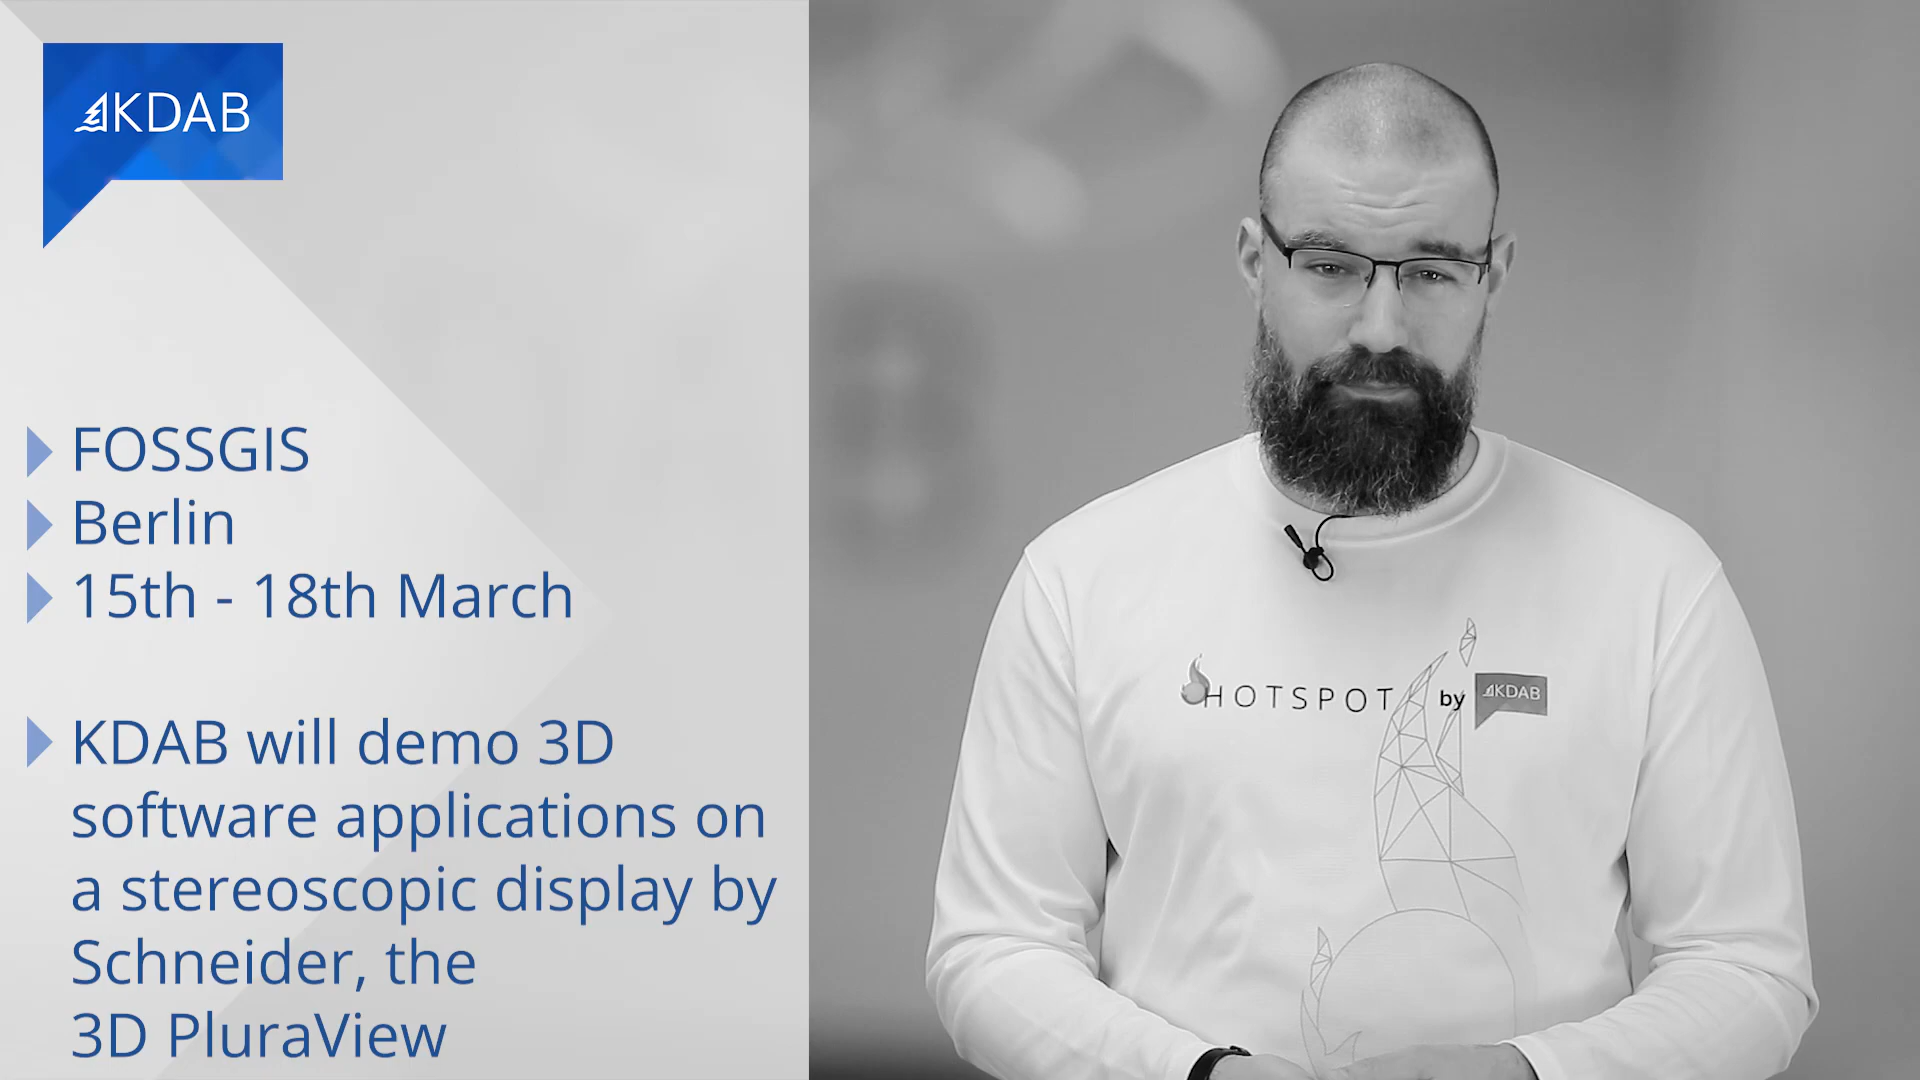 KDAB
FOSSGIS
Berlin
15th - 18th March
KDAB will demo 3D
software applications on
a stereoscopic display by
Schneider, the
3D PluraView
HOTSPOT by KDAB